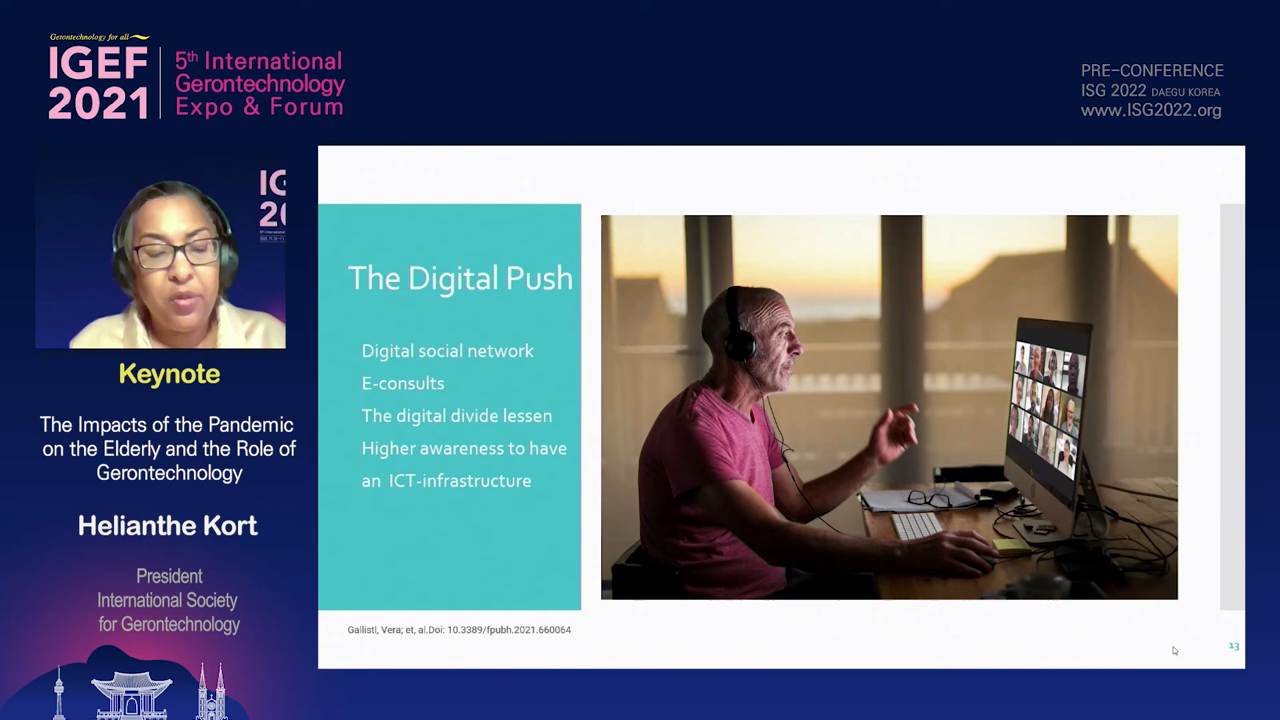 Gerontechnology for all
IGEF
2021
5th International
Gerontechnology
Expo & Forum
PRE-CONFERENCE
ISG 2022 DAEGU KOREA
www.ISG2022.org
IG
20
Keynote
The Impacts of the Pandemic
on the Elderly and the Role of
Gerontechnology
Helianthe Kort
President
International Society
for Gerontechnology
The Digital Push
Digital social network
E-consults
The digital divide lessen
Higher awareness to have
an ICT-infrastructure
Gallistl, Vera; et, al.Doi: 10.3389/fpubh.2021.660064
13